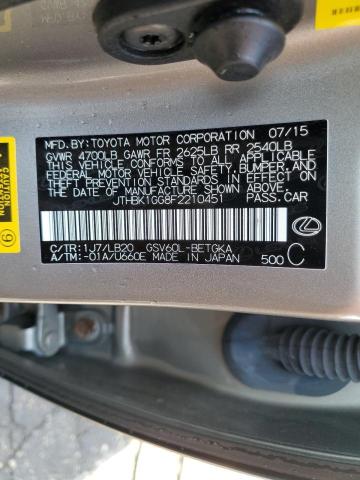 MFD. BY: TOYOTA MOTOR CORPORATION 07/15
GVWR 4700LB GAWR FR 2625LB RR 2540LB
THIS VEHICLE CONFORMS TO ALL APPLICABLE
FEDERAL MOTOR VEHICLE SAFETY, BUMPER, AND
THEFT PREVENTION STANDARDS IN EFFECT ON
THE DATE OF MANUFACTURE SHOWN ABOVE.
JTHBK1GG8F2210451 PASS.CAR
C/TR: 1J7/LB20 GSV60L-BETGKA
A/TM: -01A/U660E MADE IN JAPAN 500 C
CAUTION